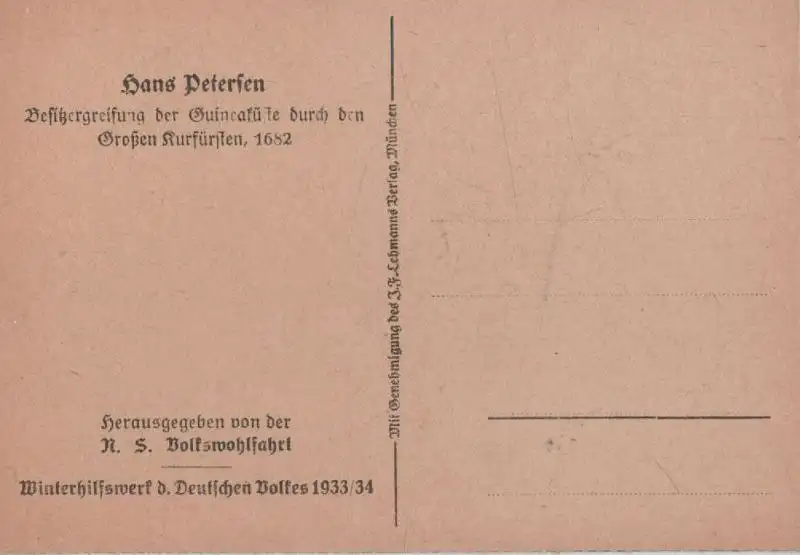 Hans Petersen
Besitzergreifung der Guineaküste durch den
Großen Kurfürsten, 1682
Mit Genehmigung des J.F. Lehmanns Verlag, München
Herausgegeben von der
N. S. Volkswohlfahrt
Winterhilfswerk d. Deutschen Volkes 1933/34